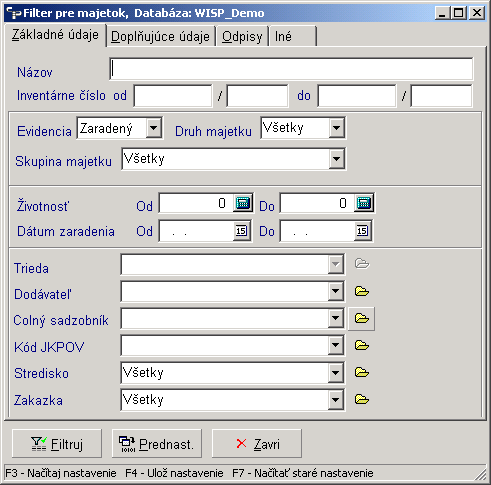 Filter pre majetok, Databáza: WISP_Demo
Základné údaje Doplňujúce údaje Odpisy Iné
Názov
Inventárne číslo od / do /
Evidencia Zaradený Druh majetku Všetky
Skupina majetku Všetky
Životnosť Od 0 Do 0
Dátum zaradenia Od . . 15 Do . . 15
Trieda
Dodávateľ
Colný sadzobník
Kód JKPOV
Stredisko Všetky
Zakazka Všetky
Filtruj Prednast. Zavri
F3 - Načítaj nastavenie F4 - Ulož nastavenie F7 - Načítať staré nastavenie